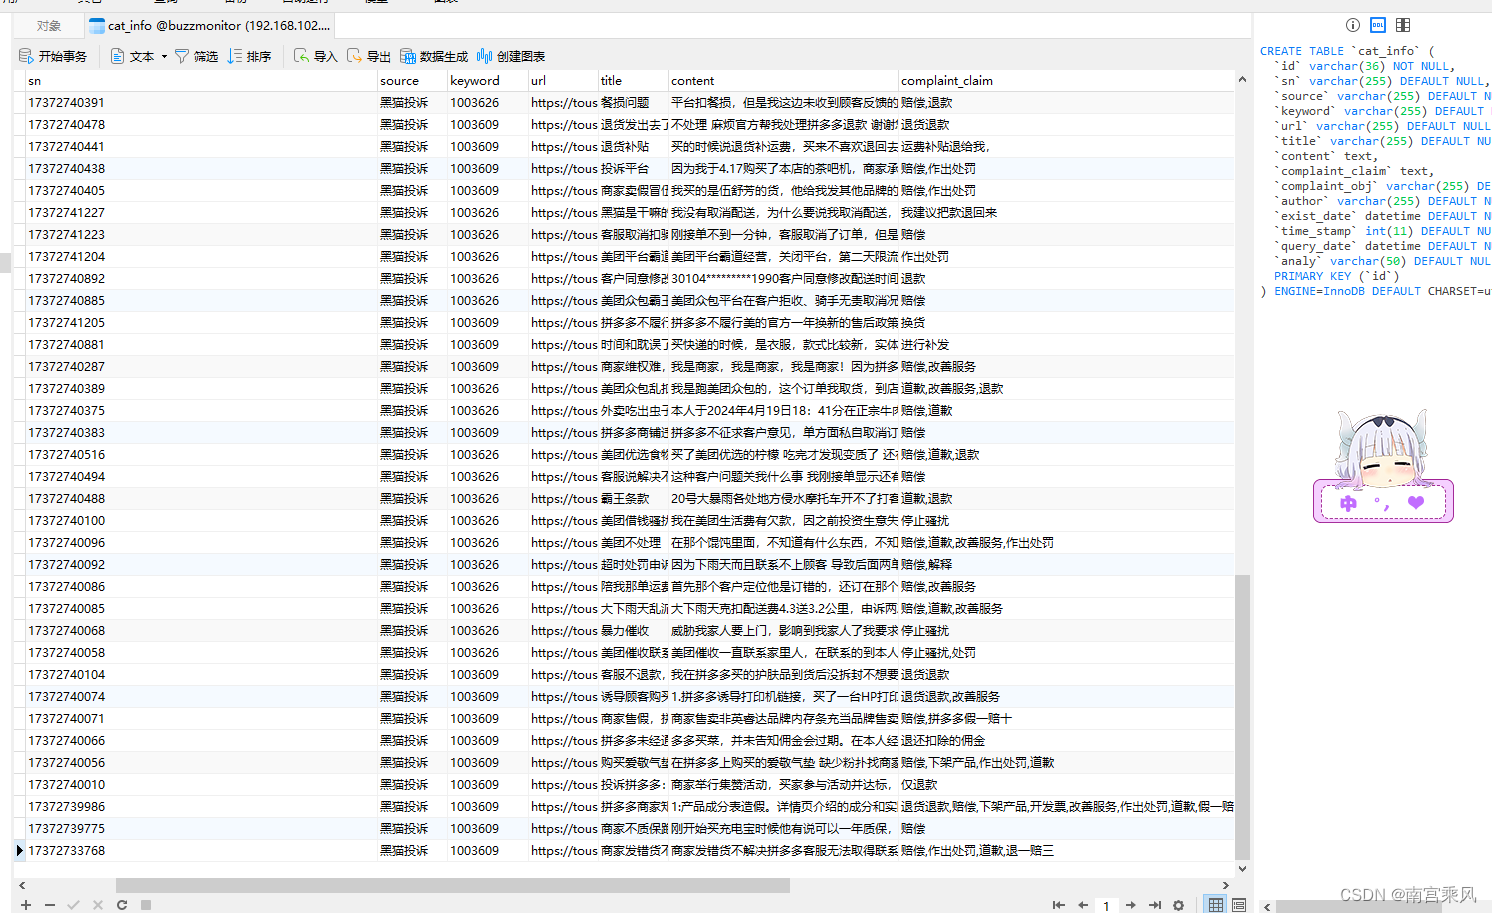 对象 cat_info @buzzmonitor (192.168.102....
开始事务 文本 筛选 排序 导入 导出 数据生成 创建图表
sn source keyword url title content complaint_claim
17372740391 黑猫投诉 1003626 https://tous 餐损问题 平台扣餐损，但是我这边未收到顾客反馈的 赔偿,退款
17372740478 黑猫投诉 1003609 https://tous 退货发出去了 不处理 麻烦官方帮我处理拼多多退款 谢谢 退货退款
17372740441 黑猫投诉 1003609 https://tous 退货补贴 买的时候说退货补运费，买来不喜欢退回去 运费补贴退给我，
17372740438 黑猫投诉 1003609 https://tous 投诉平台 因为我于4.17购买了本店的茶吧机，商家承 赔偿,作出处罚
17372740405 黑猫投诉 1003609 https://tous 商家卖假冒伍 我买的是伍舒芳的货，他给我发其他品牌的 赔偿,作出处罚
17372741227 黑猫投诉 1003626 https://tous 黑猫是干嘛的 我没有取消配送，为什么要说我取消配送， 我建议把款退回来
17372741223 黑猫投诉 1003626 https://tous 客服取消扣骑 刚接单不到一分钟，客服取消了订单，但是 赔偿
17372741204 黑猫投诉 1003626 https://tous 美团平台霸道 美团平台霸道经营，关闭平台，第二天限流 作出处罚
17372740892 黑猫投诉 1003626 https://tous 客户同意修改 30104*********1990客户同意修改配送时间 退款
17372740885 黑猫投诉 1003626 https://tous 美团众包霸王 美团众包平台在客户拒收、骑手无责取消况 赔偿
17372741205 黑猫投诉 1003609 https://tous 拼多多不履行 拼多多不履行美的官方一年换新的售后政策 换货
17372740881 黑猫投诉 1003609 https://tous 时间和耽误了 买快递的时候，是衣服，款式比较新，实体 进行补发
17372740287 黑猫投诉 1003609 https://tous 商家维权难， 我是商家，我是商家，我是商家！因为拼多 赔偿,改善服务
17372740389 黑猫投诉 1003626 https://tous 美团众包乱扣 我是跑美团众包的，这个订单我取货，到店 道歉,改善服务,退款
17372740375 黑猫投诉 1003626 https://tous 外卖吃出虫子 本人于2024年4月19日18：41分在正宗牛肉 赔偿,道歉
17372740383 黑猫投诉 1003609 https://tous 拼多多商铺违 拼多多不征求客户意见，单方面私自取消订 赔偿
17372740516 黑猫投诉 1003626 https://tous 美团优选食物 买了美团优选的柠檬 吃完才发现变质了 还 赔偿,道歉,退款
17372740494 黑猫投诉 1003626 https://tous 客服说解决不 这种客户问题关我什么事 我刚接单显示还 赔偿
17372740488 黑猫投诉 1003626 https://tous 霸王条款 20号大暴雨各处地方侵水摩托车开不了打客 道歉,退款
17372740100 黑猫投诉 1003626 https://tous 美团借钱骚扰 我在美团生活费有欠款，因之前投资生意失 停止骚扰
17372740096 黑猫投诉 1003626 https://tous 美团不处理 在那个馄饨里面，不知道有什么东西，不知 赔偿,道歉,改善服务,作出处罚
17372740092 黑猫投诉 1003626 https://tous 超时处罚申诉 因为下雨天而且联系不上顾客 导致后面两单 赔偿,解释
17372740086 黑猫投诉 1003626 https://tous 陪我那单运费 首先那个客户定位他是订错的，还订在那个 赔偿,改善服务
17372740085 黑猫投诉 1003626 https://tous 大下雨天乱派 大下雨天克扣配送费4.3送3.2公里，申诉两 赔偿,道歉,改善服务
17372740068 黑猫投诉 1003626 https://tous 暴力催收 威胁我家人要上门，影响到我家人了我要求 停止骚扰
17372740058 黑猫投诉 1003626 https://tous 美团催收联系 美团催收一直联系家里人，在联系的到本人 停止骚扰,处罚
17372740104 黑猫投诉 1003609 https://tous 客服不退款， 我在拼多多买的护肤品到货后没拆封不想要 退货退款
17372740074 黑猫投诉 1003609 https://tous 诱导顾客购买 1.拼多多诱导打印机链接，买了一台HP打印 退货退款,改善服务
17372740071 黑猫投诉 1003609 https://tous 商家售假，拼 商家售卖非英睿达品牌内存条充当品牌售卖 赔偿,拼多多假一赔十
17372740066 黑猫投诉 1003609 https://tous 拼多多未经通 多多买菜，并未告知佣金会过期。在本人经 退还扣除的佣金
17372740056 黑猫投诉 1003609 https://tous 购买爱敬气垫 在拼多多上购买的爱敬气垫 缺少粉扑找商家 赔偿,下架产品,作出处罚,道歉
17372740010 黑猫投诉 1003609 https://tous 投诉拼多多： 商家举行集赞活动，买家参与活动并达标， 仅退款
17372739986 黑猫投诉 1003609 https://tous 拼多多商家知 1:产品成分表造假。详情页介绍的成分和实 退货退款,赔偿,下架产品,开发票,改善服务,作出处罚,道歉,假一赔
17372739775 黑猫投诉 1003609 https://tous 商家不质保跑 刚开始买充电宝时候他有说可以一年质保， 赔偿
17372733768 黑猫投诉 1003609 https://tous 商家发错货不 商家发错货不解决拼多多客服无法取得联系 赔偿,作出处罚,道歉,退一赔三
1
DDL
CREATE TABLE `cat_info` (
`id` varchar(36) NOT NULL,
`sn` varchar(255) DEFAULT NULL,
`source` varchar(255) DEFAULT N
`keyword` varchar(255) DEFAULT
`url` varchar(255) DEFAULT NULL
`title` varchar(255) DEFAULT NU
`content` text,
`complaint_claim` text,
`complaint_obj` varchar(255) DE
`author` varchar(255) DEFAULT N
`exist_date` datetime DEFAULT N
`time_stamp` int(11) DEFAULT NU
`query_date` datetime DEFAULT N
`analy` varchar(50) DEFAULT NUL
PRIMARY KEY (`id`)
) ENGINE=InnoDB DEFAULT CHARSET=u
中 °,
CSDN @南宫乘风